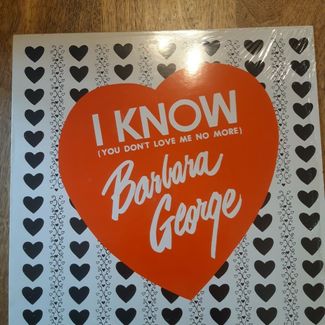 I KNOW
(YOU DON'T LOVE ME NO MORE)
Barbara
George